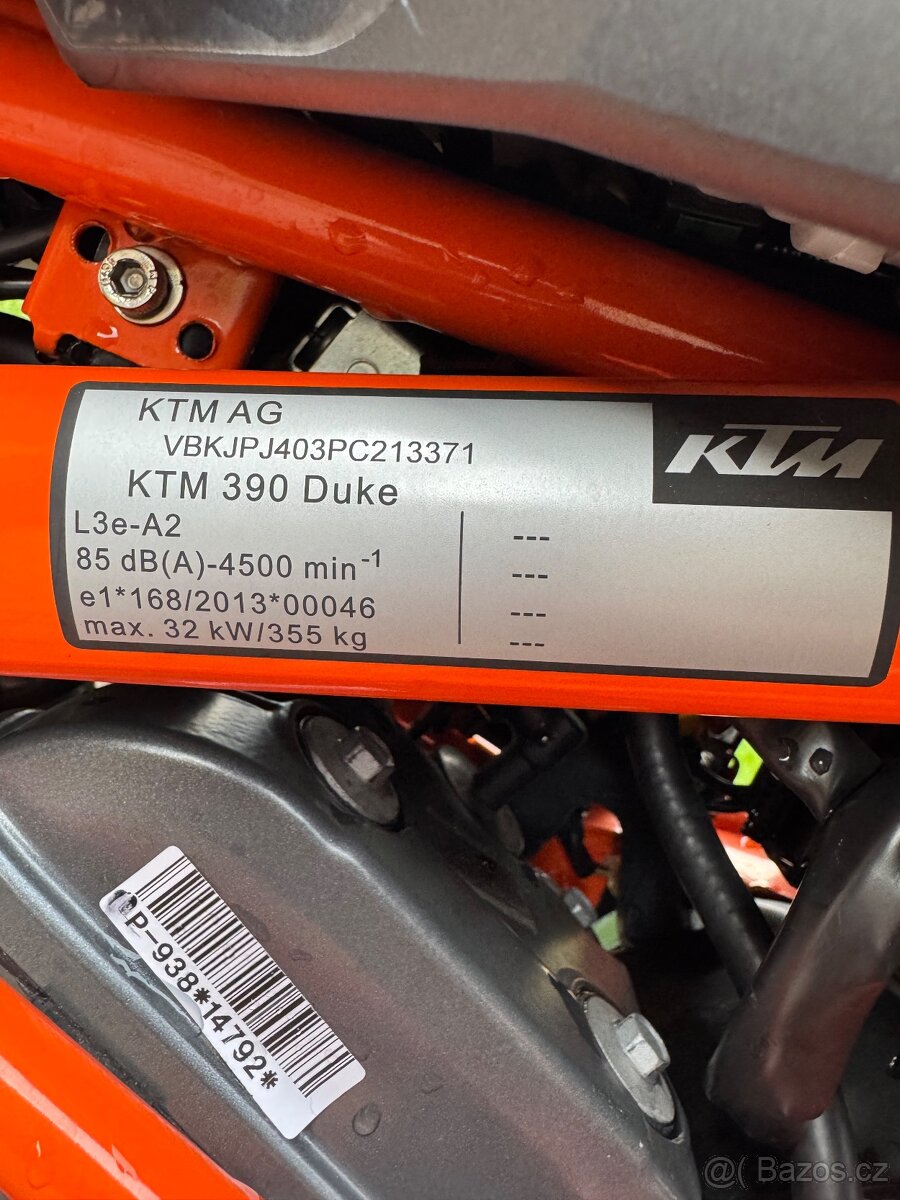 KTM AG
VBKJPJ403PC213371
KTM 390 Duke
KTM
L3e-A2
85 dB(A)-4500 min-1
e1*168/2013*00046
max. 32 kW/355 kg
---
---
---
---
P-938*14792*
@( Bazos.cz